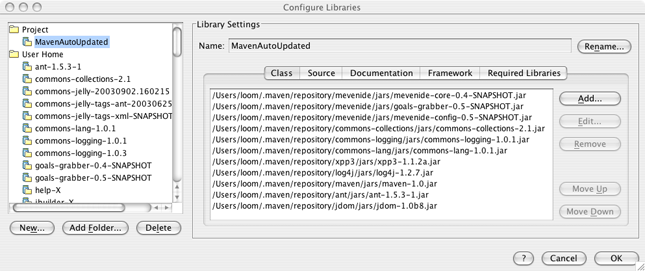 Configure Libraries
Project
MavenAutoUpdated
User Home
ant-1.5.3-1
commons-collections-2.1
commons-jelly-20030902.160215
commons-jelly-tags-ant-20030625
commons-jelly-tags-xml-SNAPSHOT
commons-lang-1.0.1
commons-logging-1.0.1
commons-logging-1.0.3
goals-grabber-0.4-SNAPSHOT
goals-grabber-0.5-SNAPSHOT
help-X
jbuilder-X
New...
Add Folder...
Delete
Library Settings
Name: MavenAutoUpdated
Rename...
Class Source Documentation Framework Required Libraries
/Users/loom/.maven/repository/mevenide/jars/mevenide-core-0.4-SNAPSHOT.jar
/Users/loom/.maven/repository/mevenide/jars/goals-grabber-0.5-SNAPSHOT.jar
/Users/loom/.maven/repository/mevenide/jars/mevenide-config-0.5-SNAPSHOT.jar
/Users/loom/.maven/repository/commons-collections/jars/commons-collections-2.1.jar
/Users/loom/.maven/repository/commons-logging/jars/commons-logging-1.0.1.jar
/Users/loom/.maven/repository/commons-lang/jars/commons-lang-1.0.1.jar
/Users/loom/.maven/repository/xpp3/jars/xpp3-1.1.2a.jar
/Users/loom/.maven/repository/log4j/jars/log4j-1.2.7.jar
/Users/loom/.maven/repository/maven/jars/maven-1.0.jar
/Users/loom/.maven/repository/ant/jars/ant-1.5.3-1.jar
/Users/loom/.maven/repository/jdom/jars/jdom-1.0b8.jar
Add...
Edit...
Remove
Move Up
Move Down
?
Cancel
OK